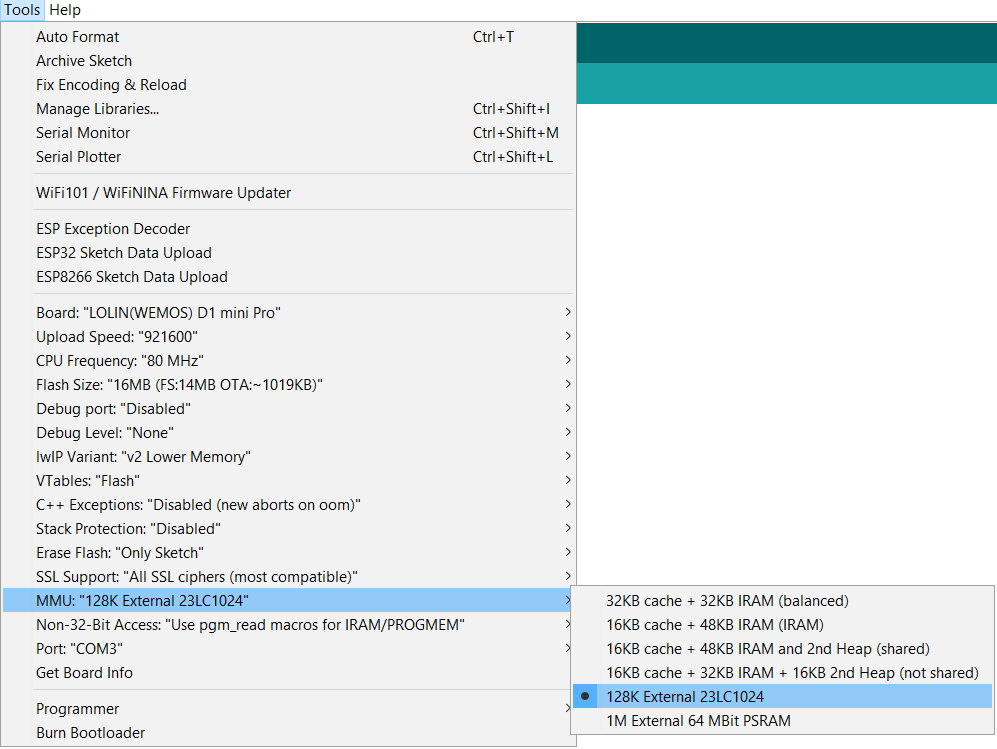 Tools Help
Auto Format Ctrl+T
Archive Sketch
Fix Encoding & Reload
Manage Libraries... Ctrl+Shift+I
Serial Monitor Ctrl+Shift+M
Serial Plotter Ctrl+Shift+L
WiFi101 / WiFiNINA Firmware Updater
ESP Exception Decoder
ESP32 Sketch Data Upload
ESP8266 Sketch Data Upload
Board: "LOLIN(WEMOS) D1 mini Pro"
Upload Speed: "921600"
CPU Frequency: "80 MHz"
Flash Size: "16MB (FS:14MB OTA:~1019KB)"
Debug port: "Disabled"
Debug Level: "None"
lwIP Variant: "v2 Lower Memory"
VTables: "Flash"
C++ Exceptions: "Disabled (new aborts on oom)"
Stack Protection: "Disabled"
Erase Flash: "Only Sketch"
SSL Support: "All SSL ciphers (most compatible)"
MMU: "128K External 23LC1024"
Non-32-Bit Access: "Use pgm_read macros for IRAM/PROGMEM"
Port: "COM3"
Get Board Info
Programmer
Burn Bootloader
32KB cache + 32KB IRAM (balanced)
16KB cache + 48KB IRAM (IRAM)
16KB cache + 48KB IRAM and 2nd Heap (shared)
16KB cache + 32KB IRAM + 16KB 2nd Heap (not shared)
128K External 23LC1024
1M External 64 MBit PSRAM